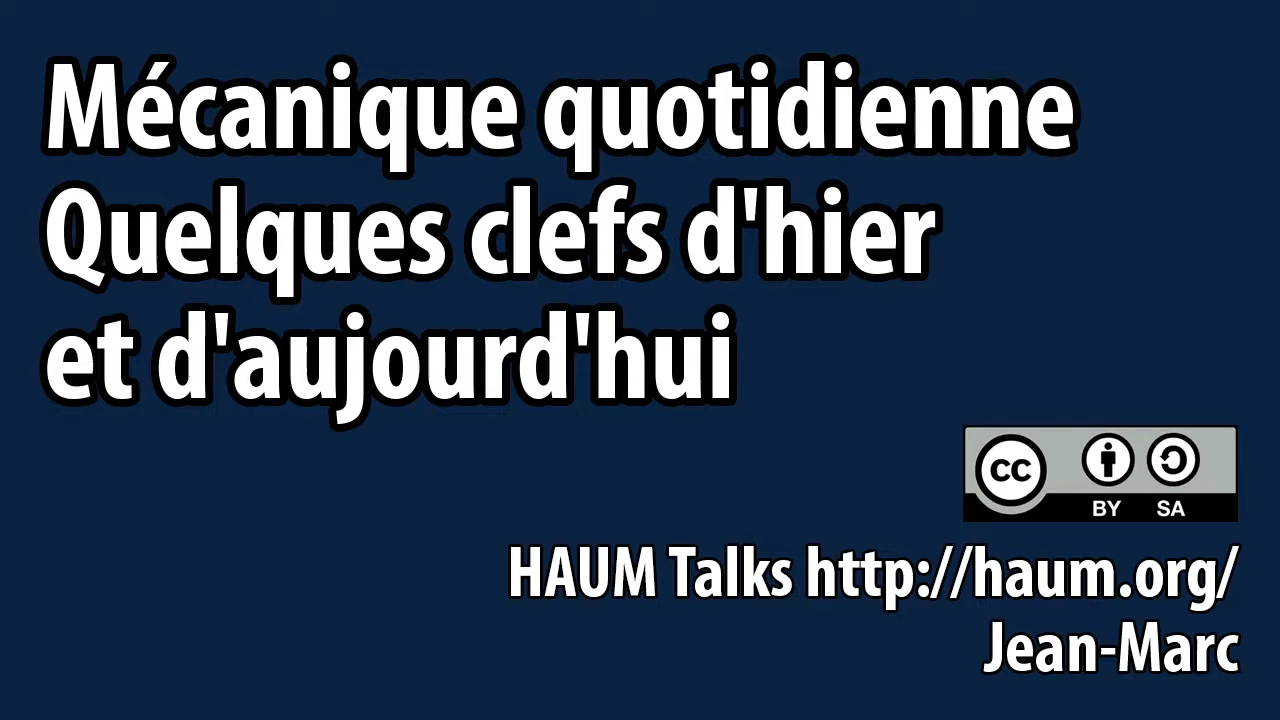 Mécanique quotidienne
Quelques clefs d'hier
et d'aujourd'hui
cc
BY SA
HAUM Talks http://haum.org/
Jean-Marc